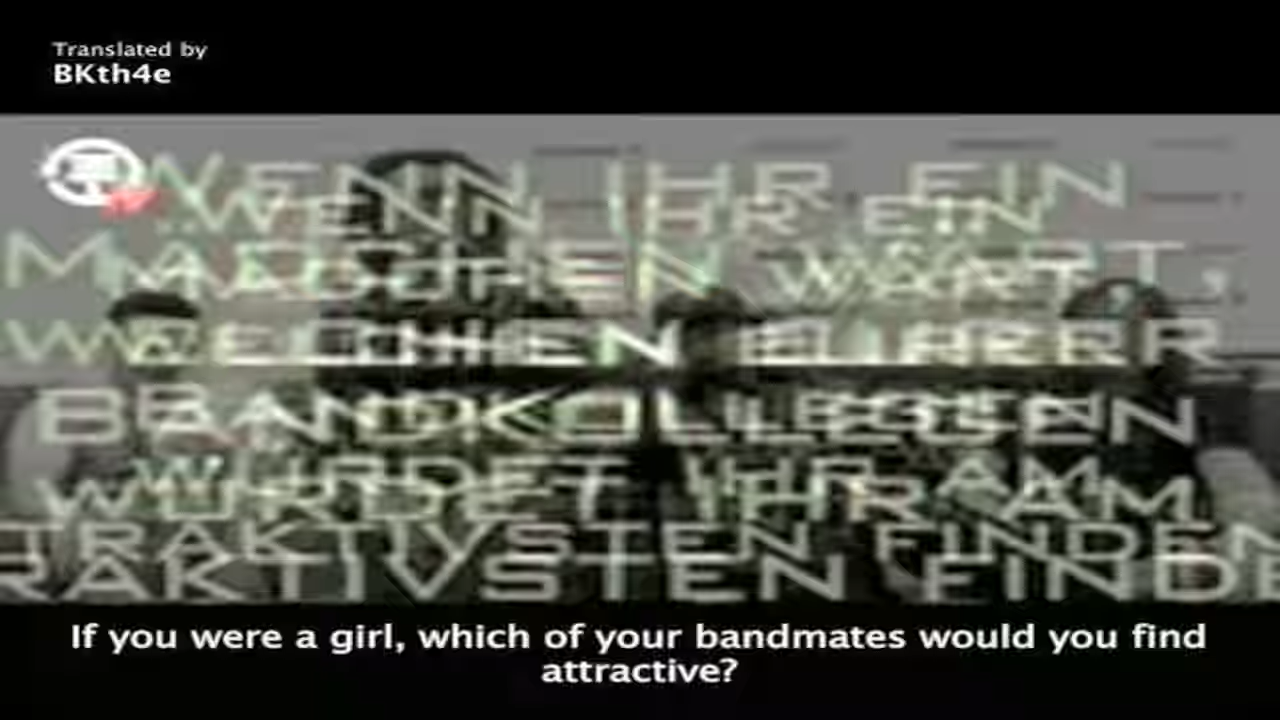 Translated by
BKth4e
WENN IHR EIN
MÄDCHEN WÄRT,
WELCHEN EURER
BANDKOLLEGEN
WÜRDET IHR AM
TRAKTIVSTEN FINDEN
If you were a girl, which of your bandmates would you find
attractive?